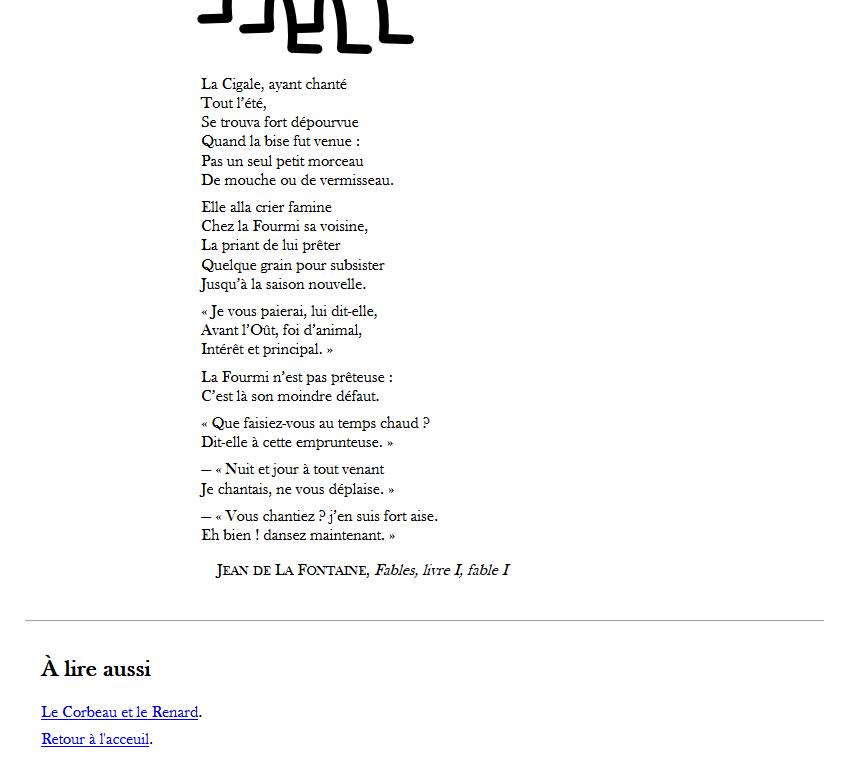 La Cigale, ayant chanté
Tout l’été,
Se trouva fort dépourvue
Quand la bise fut venue :
Pas un seul petit morceau
De mouche ou de vermisseau.
Elle alla crier famine
Chez la Fourmi sa voisine,
La priant de lui prêter
Quelque grain pour subsister
Jusqu’à la saison nouvelle.
« Je vous paierai, lui dit-elle,
Avant l’Oût, foi d’animal,
Intérêt et principal. »
La Fourmi n’est pas prêteuse :
C’est là son moindre défaut.
« Que faisiez-vous au temps chaud ?
Dit-elle à cette emprunteuse. »
— « Nuit et jour à tout venant
Je chantais, ne vous déplaise. »
— « Vous chantiez ? j’en suis fort aise.
Eh bien ! dansez maintenant. »
JEAN DE LA FONTAINE, Fables, livre I, fable I
À lire aussi
Le Corbeau et le Renard.
Retour à l'acceuil.